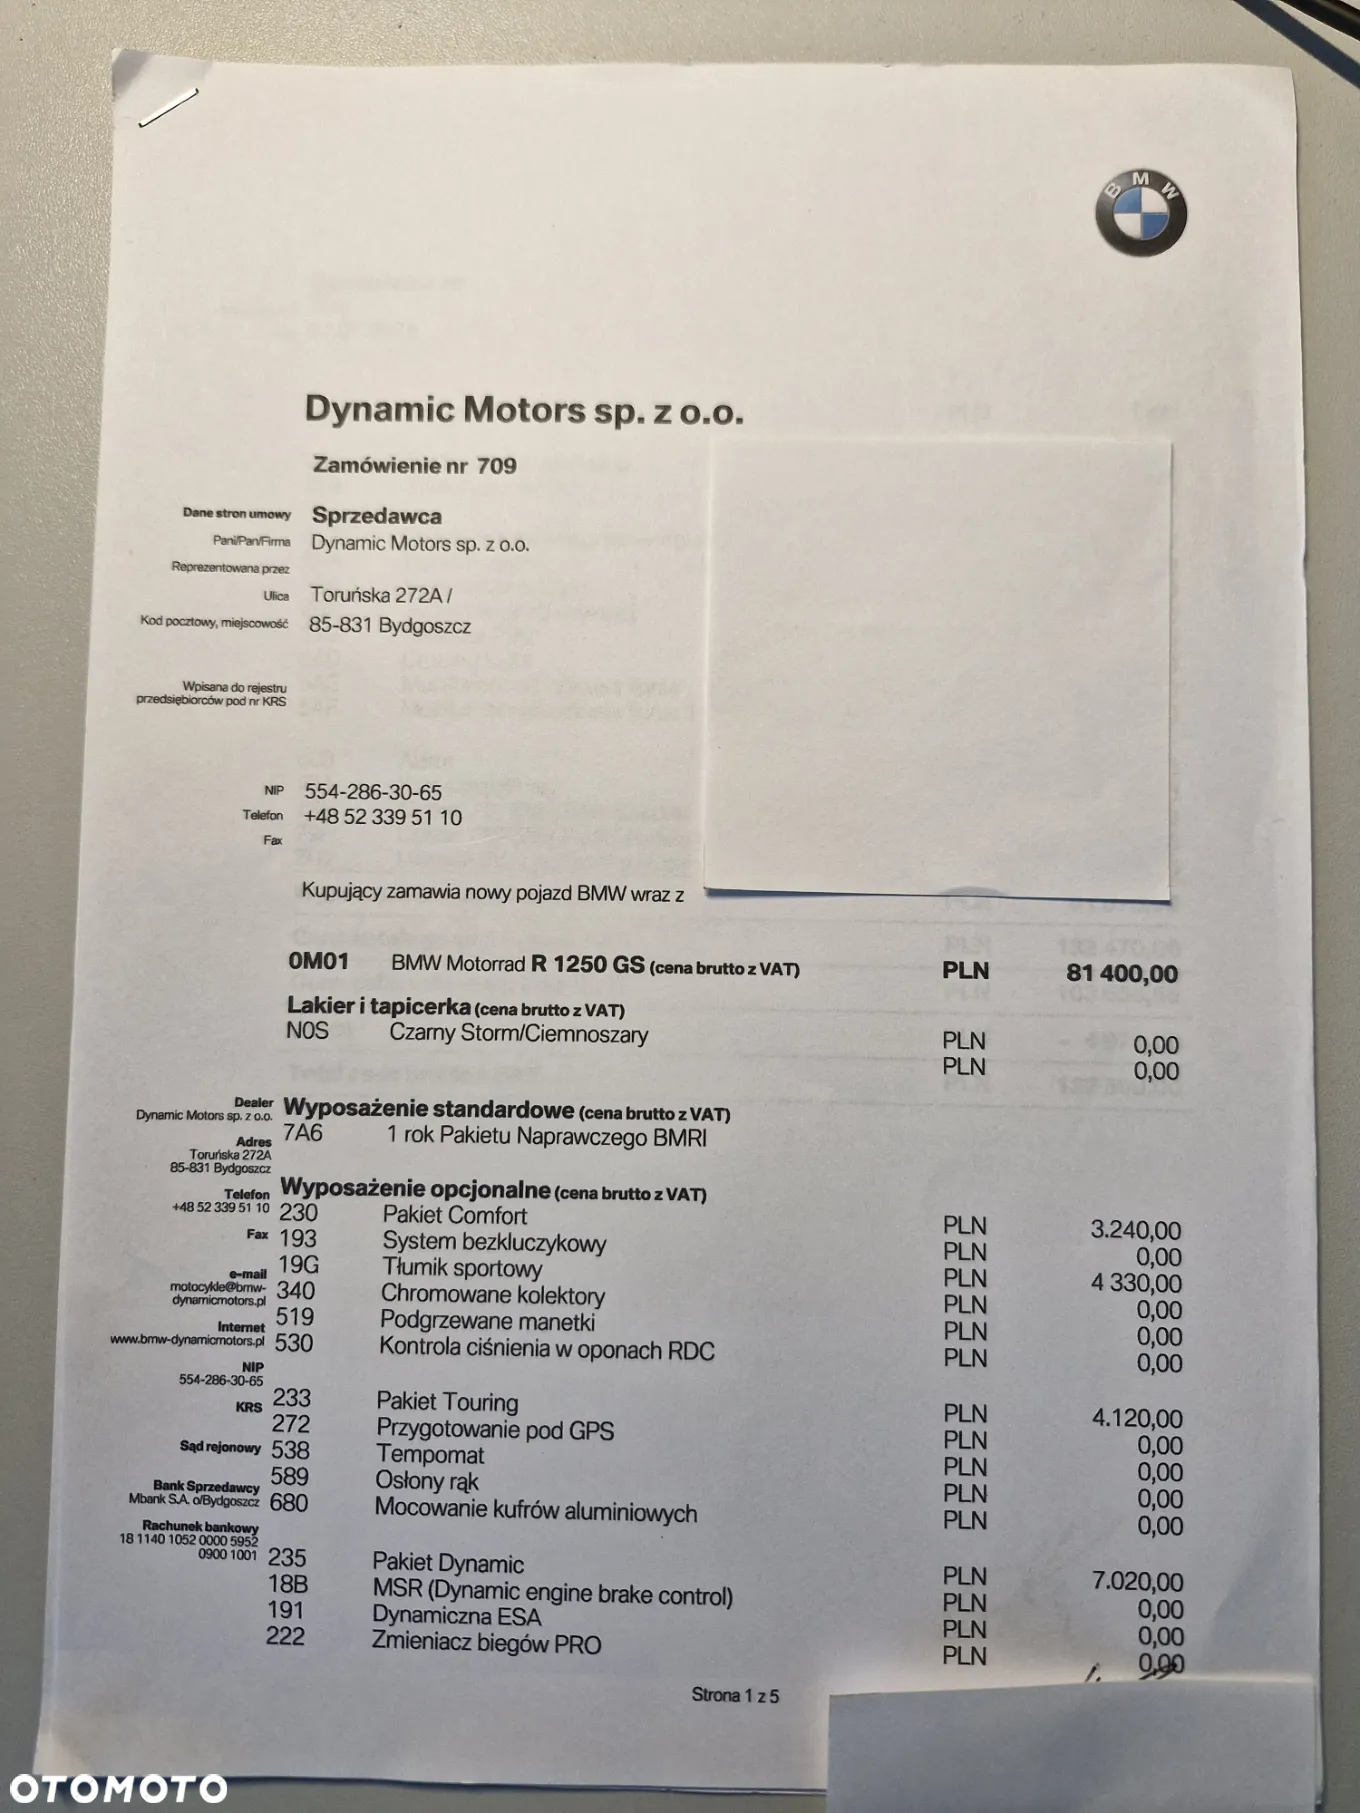 BMW
Dynamic Motors sp. z o.o.
Zamówienie nr 709
Dane stron umowy Sprzedawca
Pani/Pan/Firma Dynamic Motors sp. z o.o.
Reprezentowana przez
Ulica Toruńska 272A /
Kod pocztowy, miejscowość 85-831 Bydgoszcz
Wpisana do rejestru
przedsiębiorców pod nr KRS
NIP 554-286-30-65
Telefon +48 52 339 51 10
Fax
Kupujący zamawia nowy pojazd BMW wraz z
0M01 BMW Motorrad R 1250 GS (cena brutto z VAT) PLN 81 400,00
Lakier i tapicerka (cena brutto z VAT)
N0S Czarny Storm/Ciemnoszary PLN 0,00
PLN 0,00
Dealer
Dynamic Motors sp. z o.o.
Adres
Toruńska 272A
85-831 Bydgoszcz
Telefon
+48 52 339 51 10
Fax
e-mail
motocykle@bmw-
dynamicmotors.pl
Internet
www.bmw-dynamicmotors.pl
NIP
554-286-30-65
KRS
Sąd rejonowy
Bank Sprzedawcy
Mbank S.A. o/Bydgoszcz
Rachunek bankowy
18 1140 1052 0000 5952
0900 1001
Wyposażenie standardowe (cena brutto z VAT)
7A6 1 rok Pakietu Naprawczego BMRI
Wyposażenie opcjonalne (cena brutto z VAT)
230 Pakiet Comfort PLN 3.240,00
193 System bezkluczykowy PLN 0,00
19G Tłumik sportowy PLN 4 330,00
340 Chromowane kolektory PLN 0,00
519 Podgrzewane manetki PLN 0,00
530 Kontrola ciśnienia w oponach RDC PLN 0,00
233 Pakiet Touring PLN 4.120,00
272 Przygotowanie pod GPS PLN 0,00
538 Tempomat PLN 0,00
589 Osłony rąk PLN 0,00
680 Mocowanie kufrów aluminiowych PLN 0,00
235 Pakiet Dynamic PLN 7.020,00
18B MSR (Dynamic engine brake control) PLN 0,00
191 Dynamiczna ESA PLN 0,00
222 Zmieniacz biegów PRO PLN 0,00
Strona 1 z 5
OTOMOTO